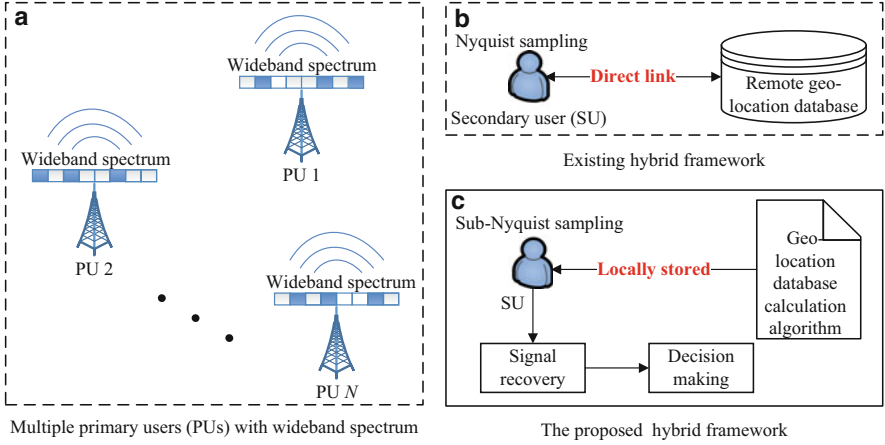 a
Wideband spectrum
PU 1
Wideband spectrum
PU 2
Wideband spectrum
PU N
Multiple primary users (PUs) with wideband spectrum
b
Nyquist sampling
Direct link
Secondary user (SU)
Remote geo-
location database
Existing hybrid framework
c
Sub-Nyquist sampling
SU
Locally stored
Geo
location
database
calculation
algorithm
Signal
recovery
Decision
making
The proposed hybrid framework